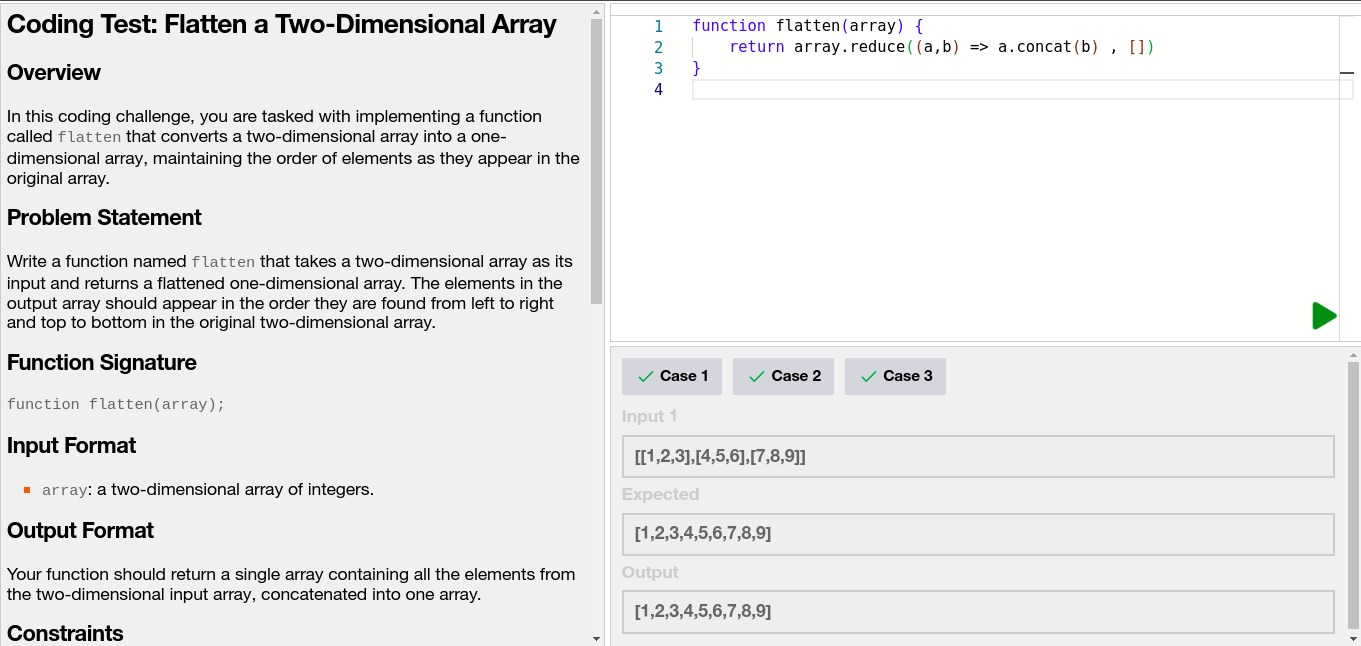 Coding Test: Flatten a Two-Dimensional Array
Overview
In this coding challenge, you are tasked with implementing a function
called flatten that converts a two-dimensional array into a one-
dimensional array, maintaining the order of elements as they appear in the
original array.
Problem Statement
Write a function named flatten that takes a two-dimensional array as its
input and returns a flattened one-dimensional array. The elements in the
output array should appear in the order they are found from left to right
and top to bottom in the original two-dimensional array.
Function Signature
function flatten(array);
Input Format
array: a two-dimensional array of integers.
Output Format
Your function should return a single array containing all the elements from
the two-dimensional input array, concatenated into one array.
Constraints
1 function flatten(array) {
2     return array.reduce((a,b) => a.concat(b) , [])
3 }
4
Case 1 Case 2 Case 3
Input 1
[[1,2,3],[4,5,6],[7,8,9]]
Expected
[1,2,3,4,5,6,7,8,9]
Output
[1,2,3,4,5,6,7,8,9]